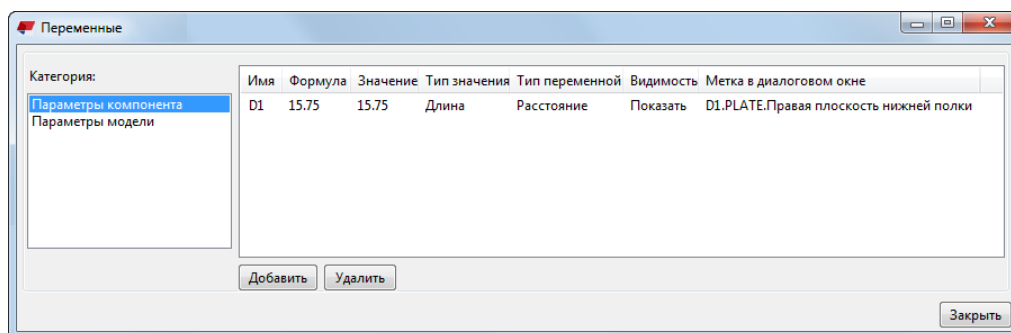 Переменные
Категория:
Параметры компонента
Параметры модели
Имя Формула Значение Тип значения Тип переменной Видимость Метка в диалоговом окне
D1 15.75 15.75 Длина Расстояние Показать D1.PLATE.Правая плоскость нижней полки
Добавить Удалить
Закрыть